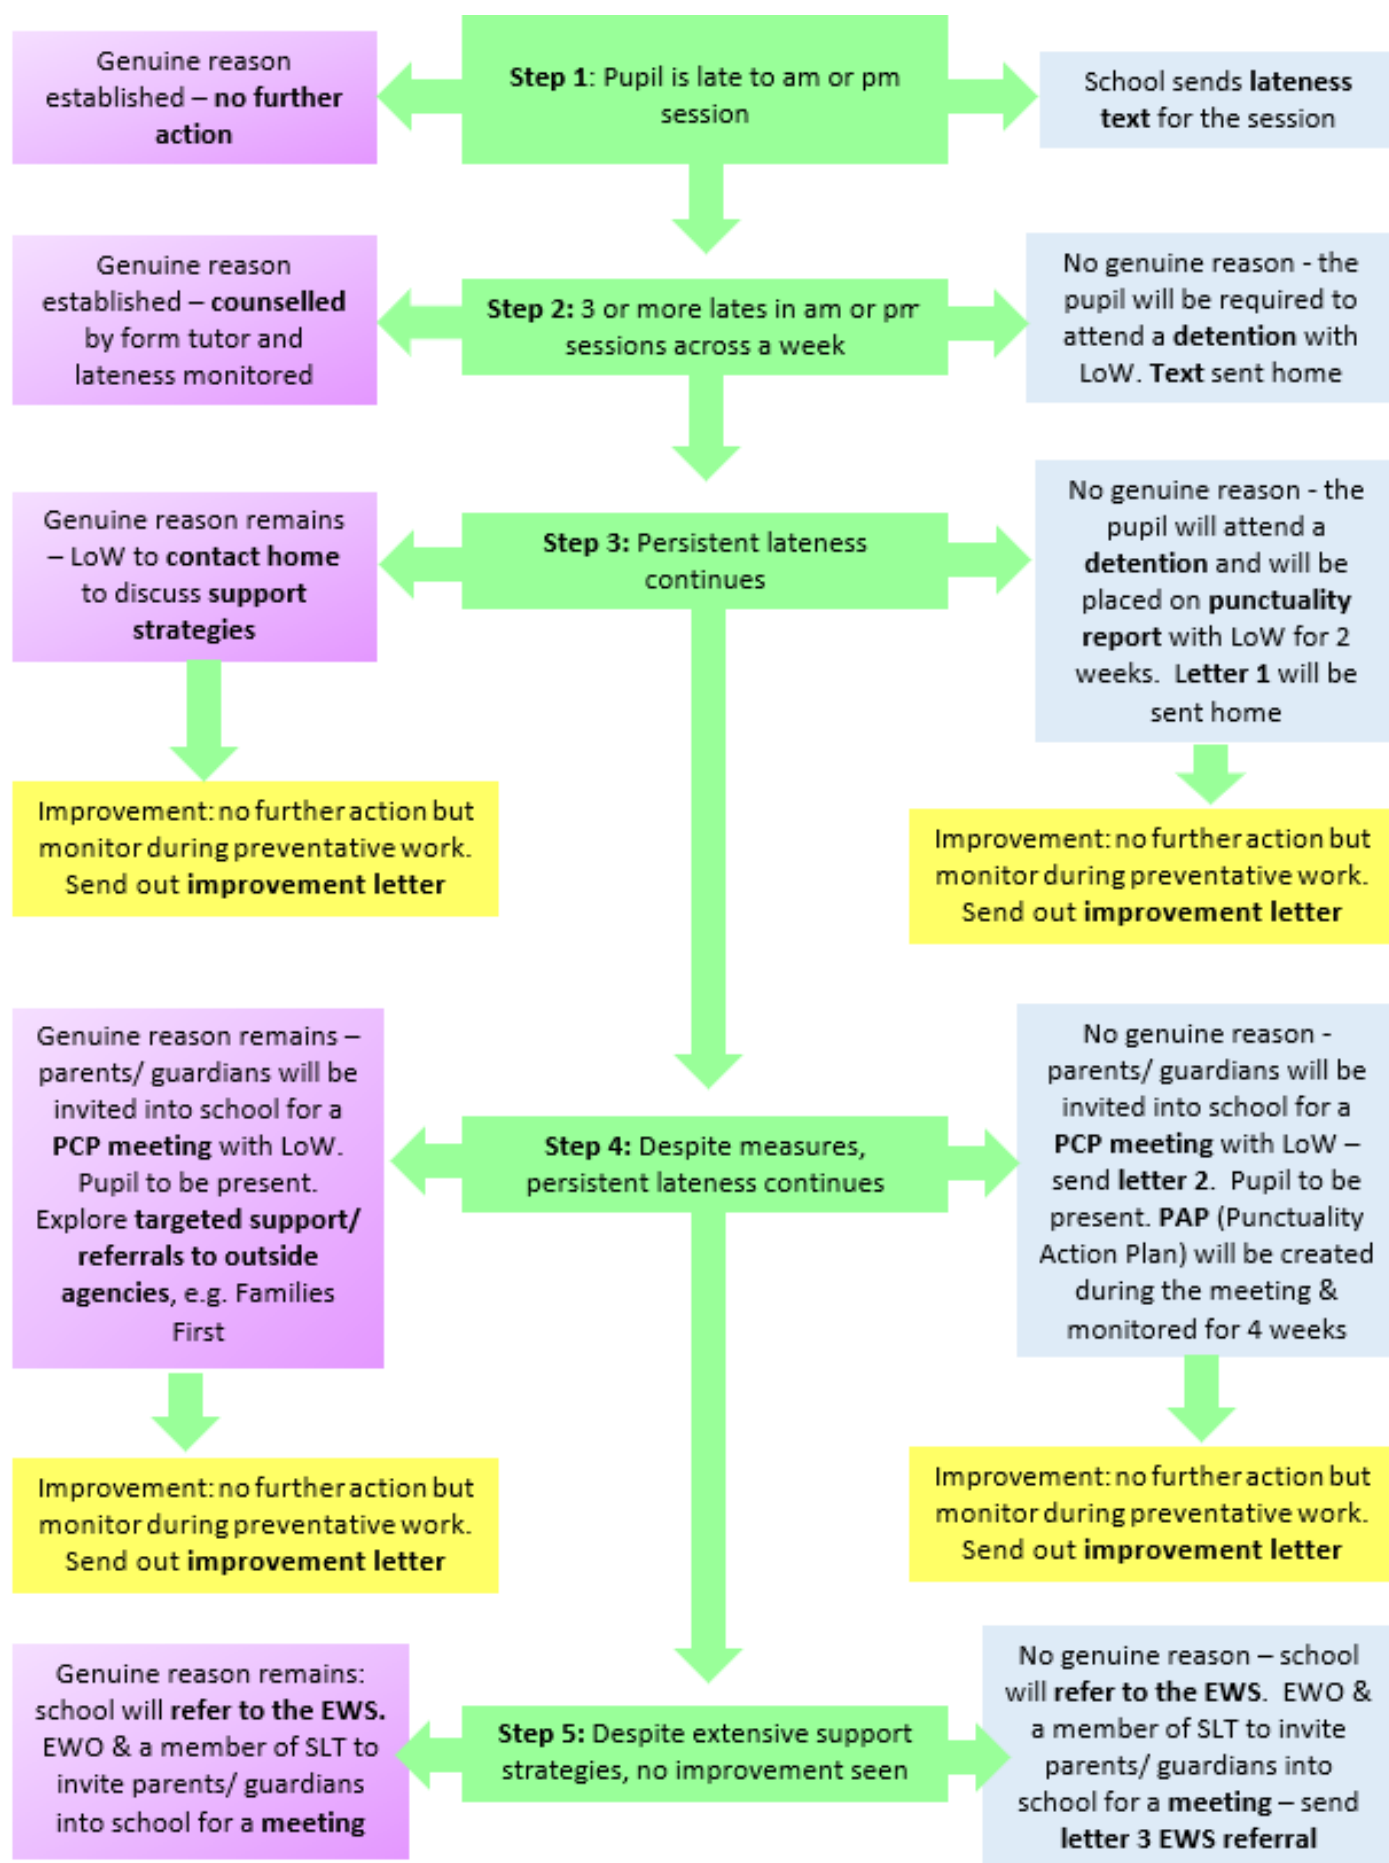 Genuine reason
established – no further
action
Step 1: Pupil is late to am or pm
session
School sends lateness
text for the session
Genuine reason
established – counselled
by form tutor and
lateness monitored
Step 2: 3 or more lates in am or pm
sessions across a week
No genuine reason - the
pupil will be required to
attend a detention with
LoW. Text sent home
Genuine reason remains
– LoW to contact home
to discuss support
strategies
Step 3: Persistent lateness
continues
No genuine reason - the
pupil will attend a
detention and will be
placed on punctuality
report with LoW for 2
weeks. Letter 1 will be
sent home
Improvement: no further action but
monitor during preventative work.
Send out improvement letter
Improvement: no further action but
monitor during preventative work.
Send out improvement letter
Genuine reason remains –
parents/ guardians will be
invited into school for a
PCP meeting with LoW.
Pupil to be present.
Explore targeted support/
referrals to outside
agencies, e.g. Families
First
Step 4: Despite measures,
persistent lateness continues
No genuine reason -
parents/ guardians will be
invited into school for a
PCP meeting with LoW –
send letter 2. Pupil to be
present. PAP (Punctuality
Action Plan) will be created
during the meeting &
monitored for 4 weeks
Improvement: no further action but
monitor during preventative work.
Send out improvement letter
Improvement: no further action but
monitor during preventative work.
Send out improvement letter
Genuine reason remains:
school will refer to the EWS.
EWO & a member of SLT to
invite parents/ guardians
into school for a meeting
Step 5: Despite extensive support
strategies, no improvement seen
No genuine reason – school
will refer to the EWS. EWO &
a member of SLT to invite
parents/ guardians into
school for a meeting – send
letter 3 EWS referral